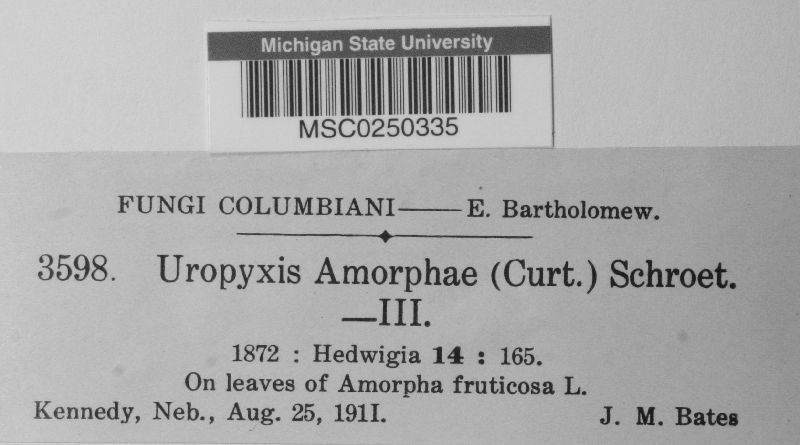 Michigan State University
MSC0250335
FUNGI COLUMBIANI—E. Bartholomew.
3598. Uropyxis Amorphae (Curt.) Schroet.
—III.
1872 : Hedwigia 14 : 165.
On leaves of Amorpha fruticosa L.
Kennedy, Neb., Aug. 25, 1911. J. M. Bates